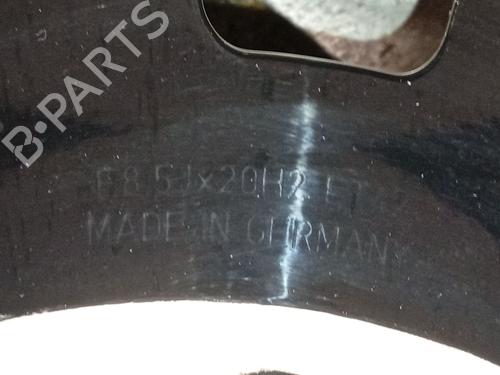 B-PARTS
8.5Jx20H2 ET
MADE IN GERMANY